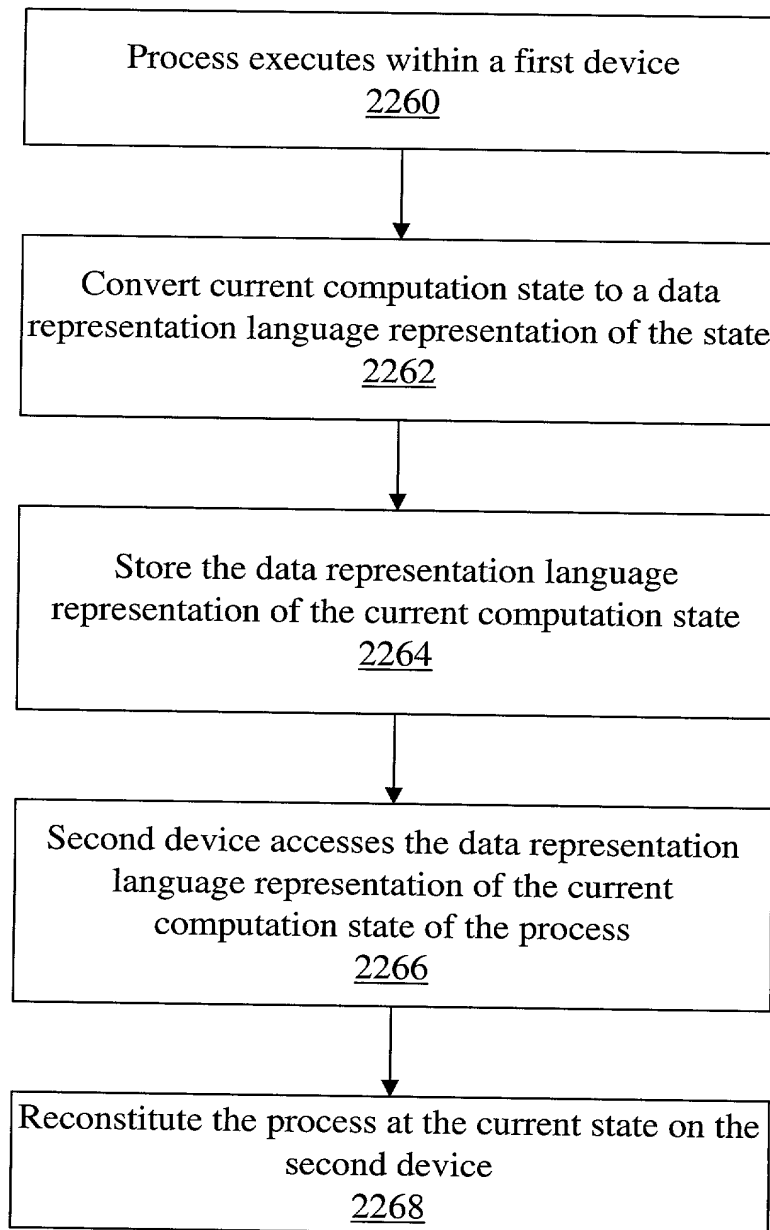 Process executes within a first device
2260
Convert current computation state to a data
representation language representation of the state
2262
Store the data representation language
representation of the current computation state
2264
Second device accesses the data representation
language representation of the current
computation state of the process
2266
Reconstitute the process at the current state on the
second device
2268